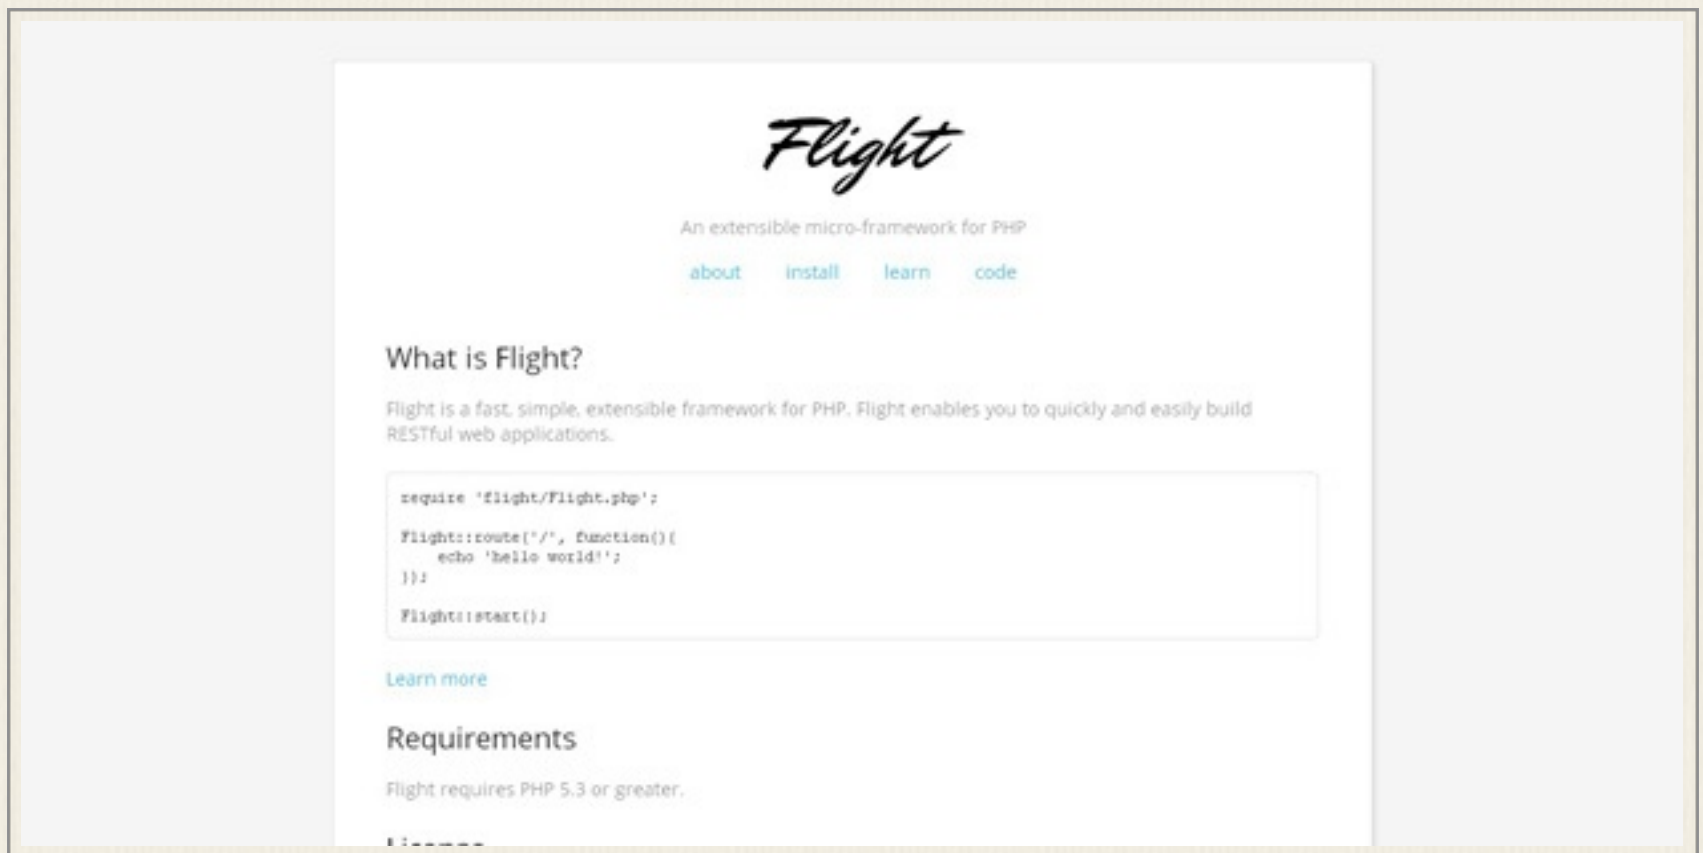 Flight
An extensible micro-framework for PHP
about install learn code
What is Flight?
Flight is a fast, simple, extensible framework for PHP. Flight enables you to quickly and easily build
RESTful web applications.
require 'flight/Flight.php';
Flight::route('/', function(){
    echo 'hello world!';
});
Flight::start();
Learn more
Requirements
Flight requires PHP 5.3 or greater.
License